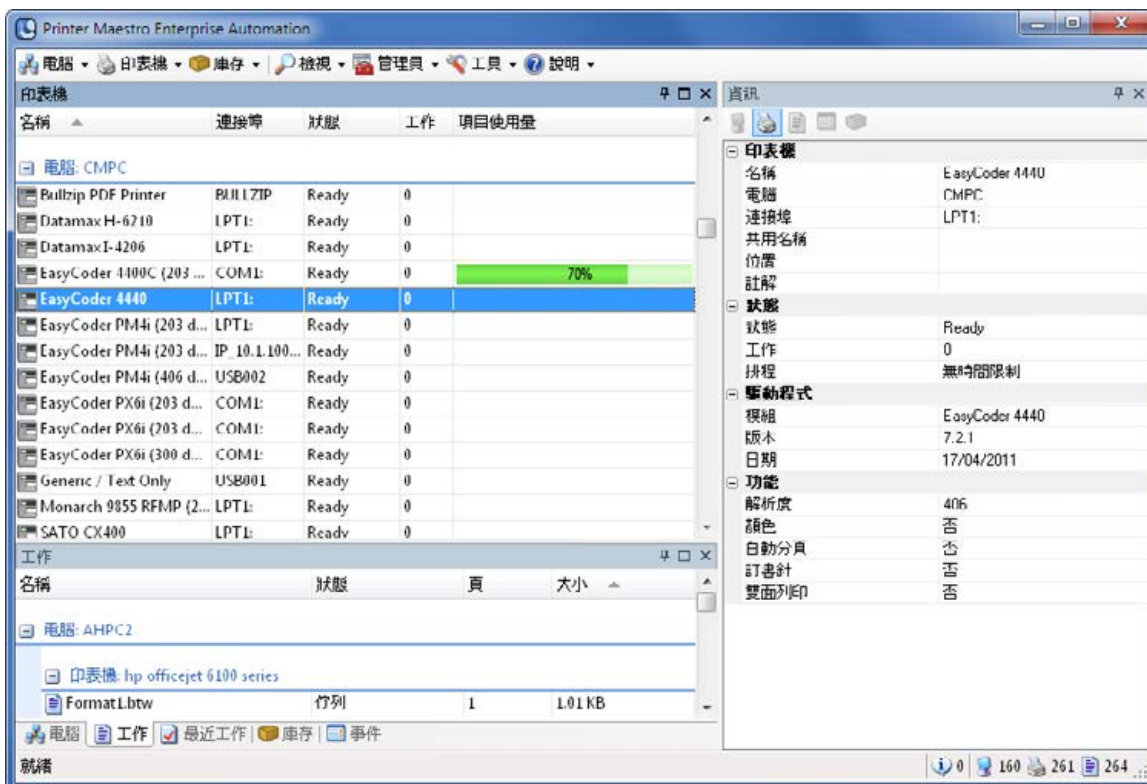 Printer Maestro Enterprise Automation
電腦 印表機 庫存 檢視 管理員 工具 說明
印表機
名稱 連接埠 狀態 工作 項目使用量
電腦: CMPC
Bullzip PDF Printer BULLZIP Ready 0
Datamax H-6210 LPT1: Ready 0
Datamax I-4206 LPT1: Ready 0
EasyCoder 4400C (203 ... COM1: Ready 0 70%
EasyCoder 4440 LPT1: Ready 0
EasyCoder PM4i (203 d... LPT1: Ready 0
EasyCoder PM4i (203 d... IP_10.1.100... Ready 0
EasyCoder PM4i (406 d... USB002 Ready 0
EasyCoder PX6i (203 d... COM1: Ready 0
EasyCoder PX6i (203 d... COM1: Ready 0
EasyCoder PX6i (300 d... COM1: Ready 0
Generic / Text Only USB001 Ready 0
Monarch 9855 RFMP (2... LPT1: Ready 0
SATO CX400 LPT1: Ready 0
工作
名稱 狀態 頁 大小
電腦: AHPC2
印表機: hp officejet 6100 series
Format1.btw 佇列 1 1.01 KB
電腦 工作 最近工作 庫存 事件
就緒
資訊
印表機
名稱 EasyCoder 4440
電腦 CMPC
連接埠 LPT1:
共用名稱
位置
註解
狀態
狀態 Ready
工作 0
排程 無時間限制
驅動程式
模組 EasyCoder 4440
版本 7.2.1
日期 17/04/2011
功能
解析度 406
顏色 否
自動分頁 否
訂書針 否
雙面列印 否
0 160 261 264